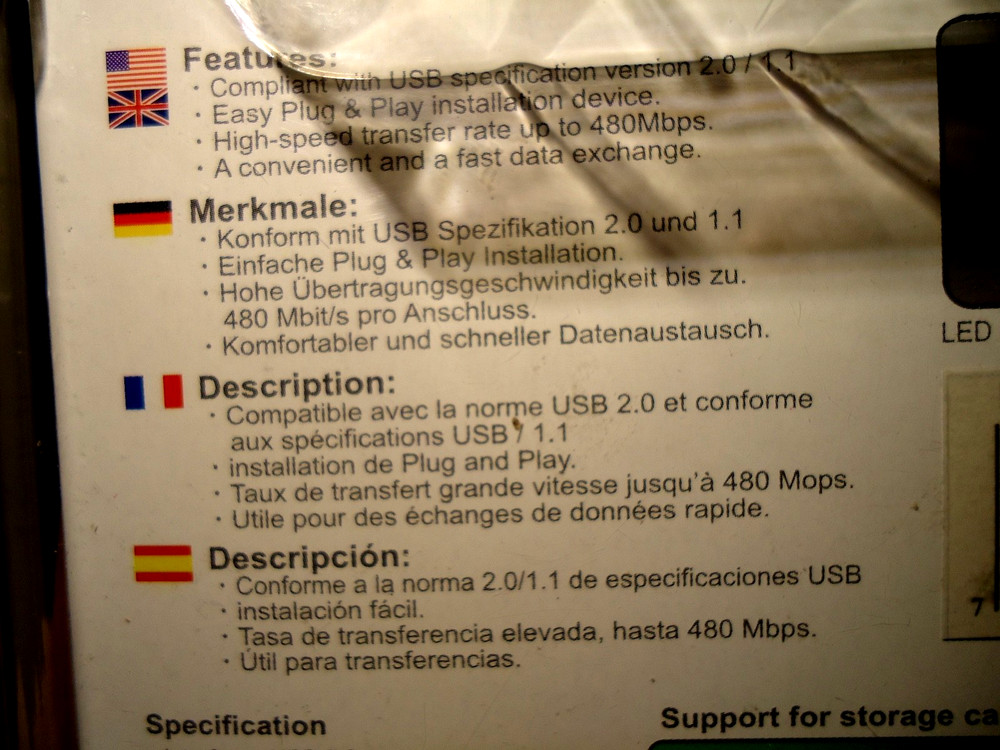 Features:
· Compliant with USB specification version 2.0 / 1.1
· Easy Plug & Play installation device.
· High-speed transfer rate up to 480Mbps.
· A convenient and a fast data exchange.
Merkmale:
· Konform mit USB Spezifikation 2.0 und 1.1
· Einfache Plug & Play Installation.
· Hohe Übertragungsgeschwindigkeit bis zu.
480 Mbit/s pro Anschluss.
· Komfortabler und schneller Datenaustausch.
LED
Description:
· Compatible avec la norme USB 2.0 et conforme
aux spécifications USB 1.1
· installation de Plug and Play.
· Taux de transfert grande vitesse jusqu'à 480 Mops.
· Utile pour des échanges de données rapide.
Descripción:
· Conforme a la norma 2.0/1.1 de especificaciones USB
· instalación fácil.
· Tasa de transferencia elevada, hasta 480 Mbps.
· Útil para transferencias.
7
Specification
Support for storage